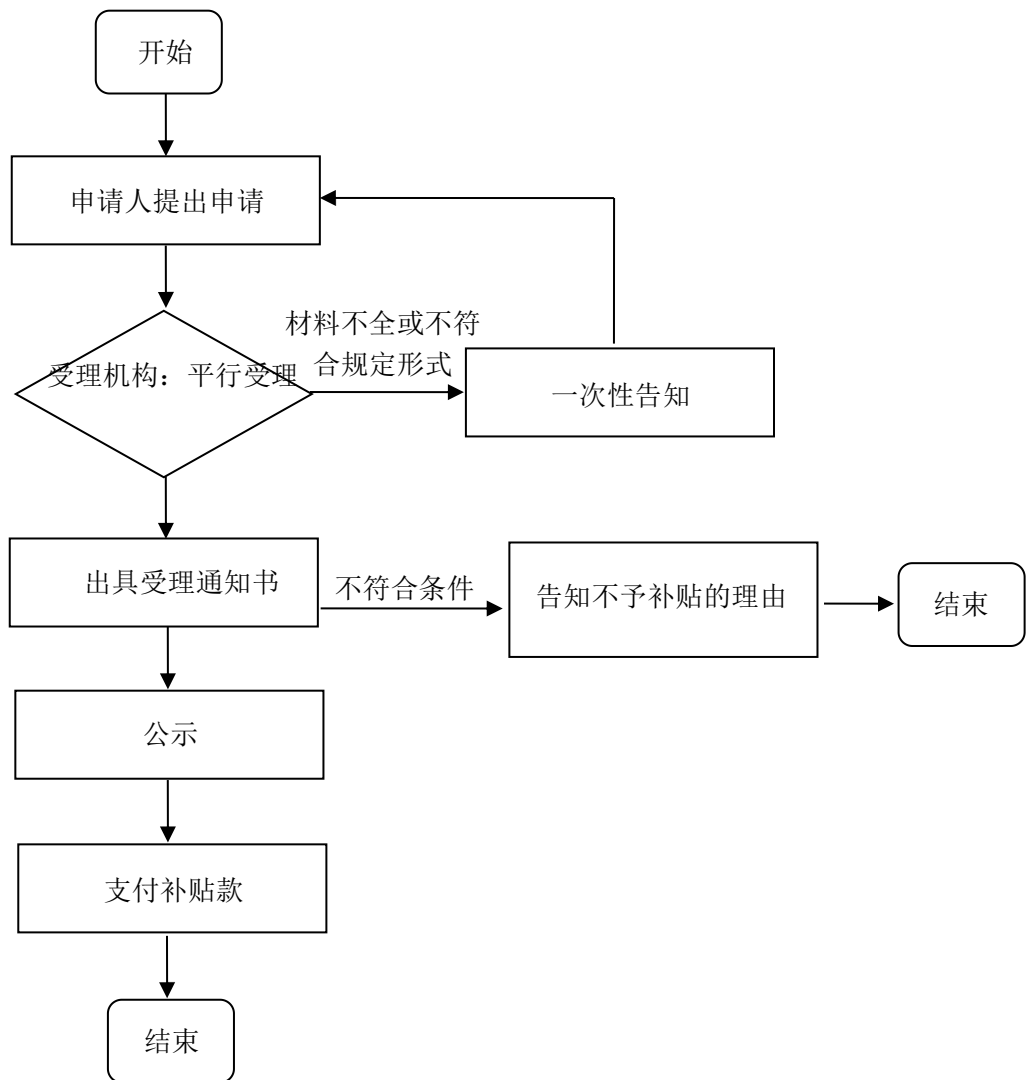 开始
申请人提出申请
材料不全或不符
合规定形式
受理机构：平行受理
一次性告知
出具受理通知书
不符合条件
告知不予补贴的理由
结束
公示
支付补贴款
结束